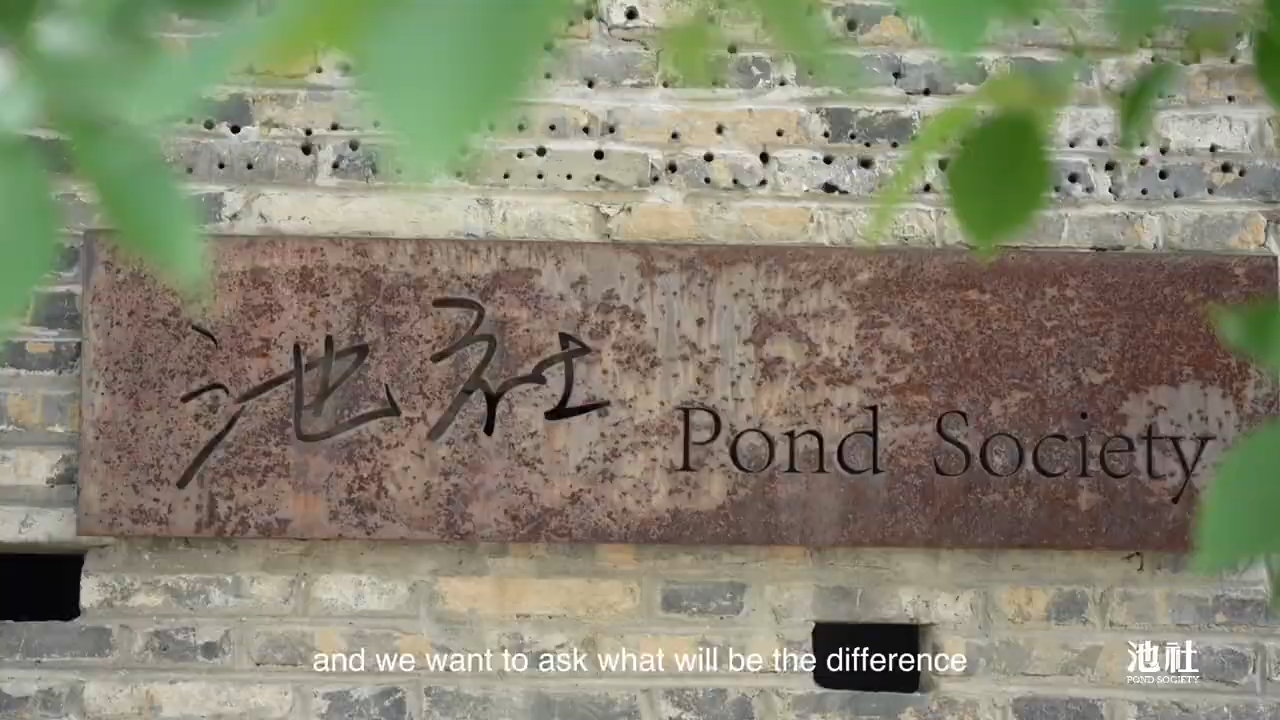 池社 Pond Society
and we want to ask what will be the difference
池社
POND SOCIETY